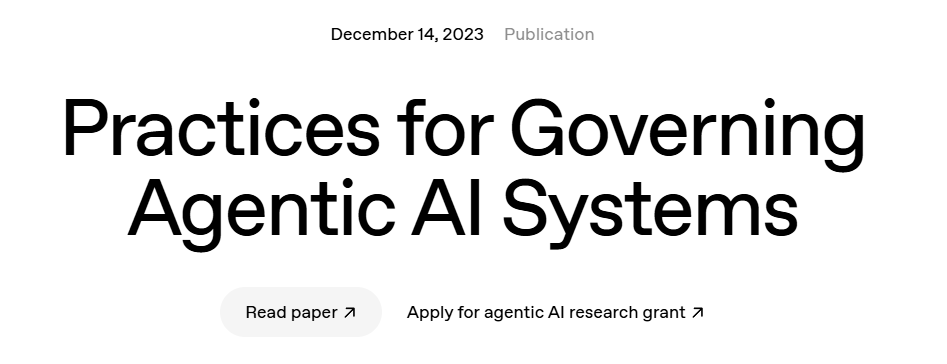 December 14, 2023 Publication
Practices for Governing
Agentic AI Systems
Read paper ↗ Apply for agentic AI research grant ↗